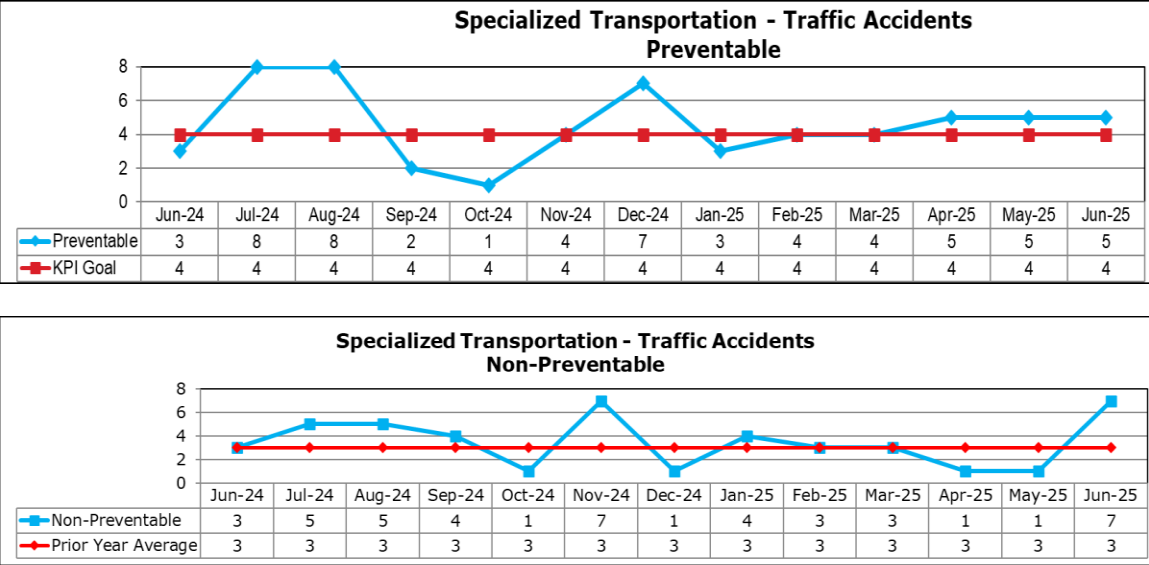 Specialized Transportation - Traffic Accidents
Preventable
8
6
4
2
0
Jun-24 Jul-24 Aug-24 Sep-24 Oct-24 Nov-24 Dec-24 Jan-25 Feb-25 Mar-25 Apr-25 May-25 Jun-25
Preventable 3 8 8 2 1 4 7 3 4 4 5 5 5
KPI Goal 4 4 4 4 4 4 4 4 4 4 4 4 4
Specialized Transportation - Traffic Accidents
Non-Preventable
8
6
4
2
0
Jun-24 Jul-24 Aug-24 Sep-24 Oct-24 Nov-24 Dec-24 Jan-25 Feb-25 Mar-25 Apr-25 May-25 Jun-25
Non-Preventable 3 5 5 4 1 7 1 4 3 3 1 1 7
Prior Year Average 3 3 3 3 3 3 3 3 3 3 3 3 3